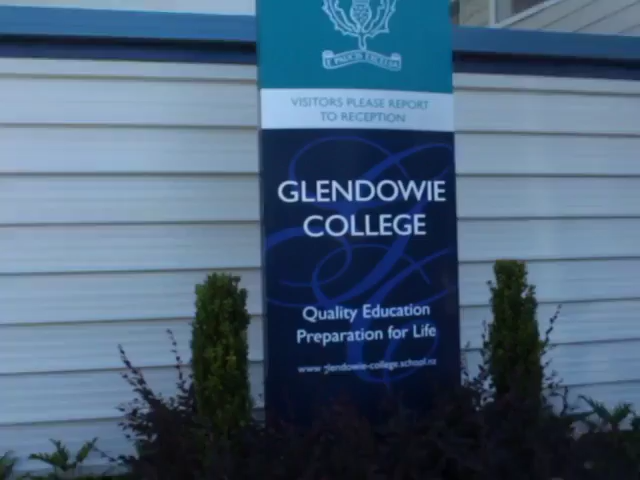 VISITORS PLEASE REPORT
TO RECEPTION
GLENDOWIE
COLLEGE
Quality Education
Preparation for Life
www.glendowie-college.school.nz